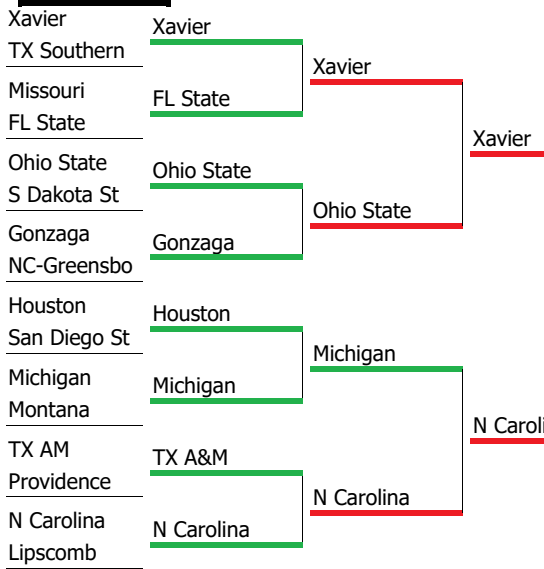 Xavier
TX Southern
Missouri
FL State
Ohio State
S Dakota St
Gonzaga
NC-Greensbo
Houston
San Diego St
Michigan
Montana
TX AM
Providence
N Carolina
Lipscomb
Xavier
FL State
Ohio State
Gonzaga
Houston
Michigan
TX A&M
N Carolina
Xavier
Ohio State
Michigan
N Carolina
Xavier
N Caroli